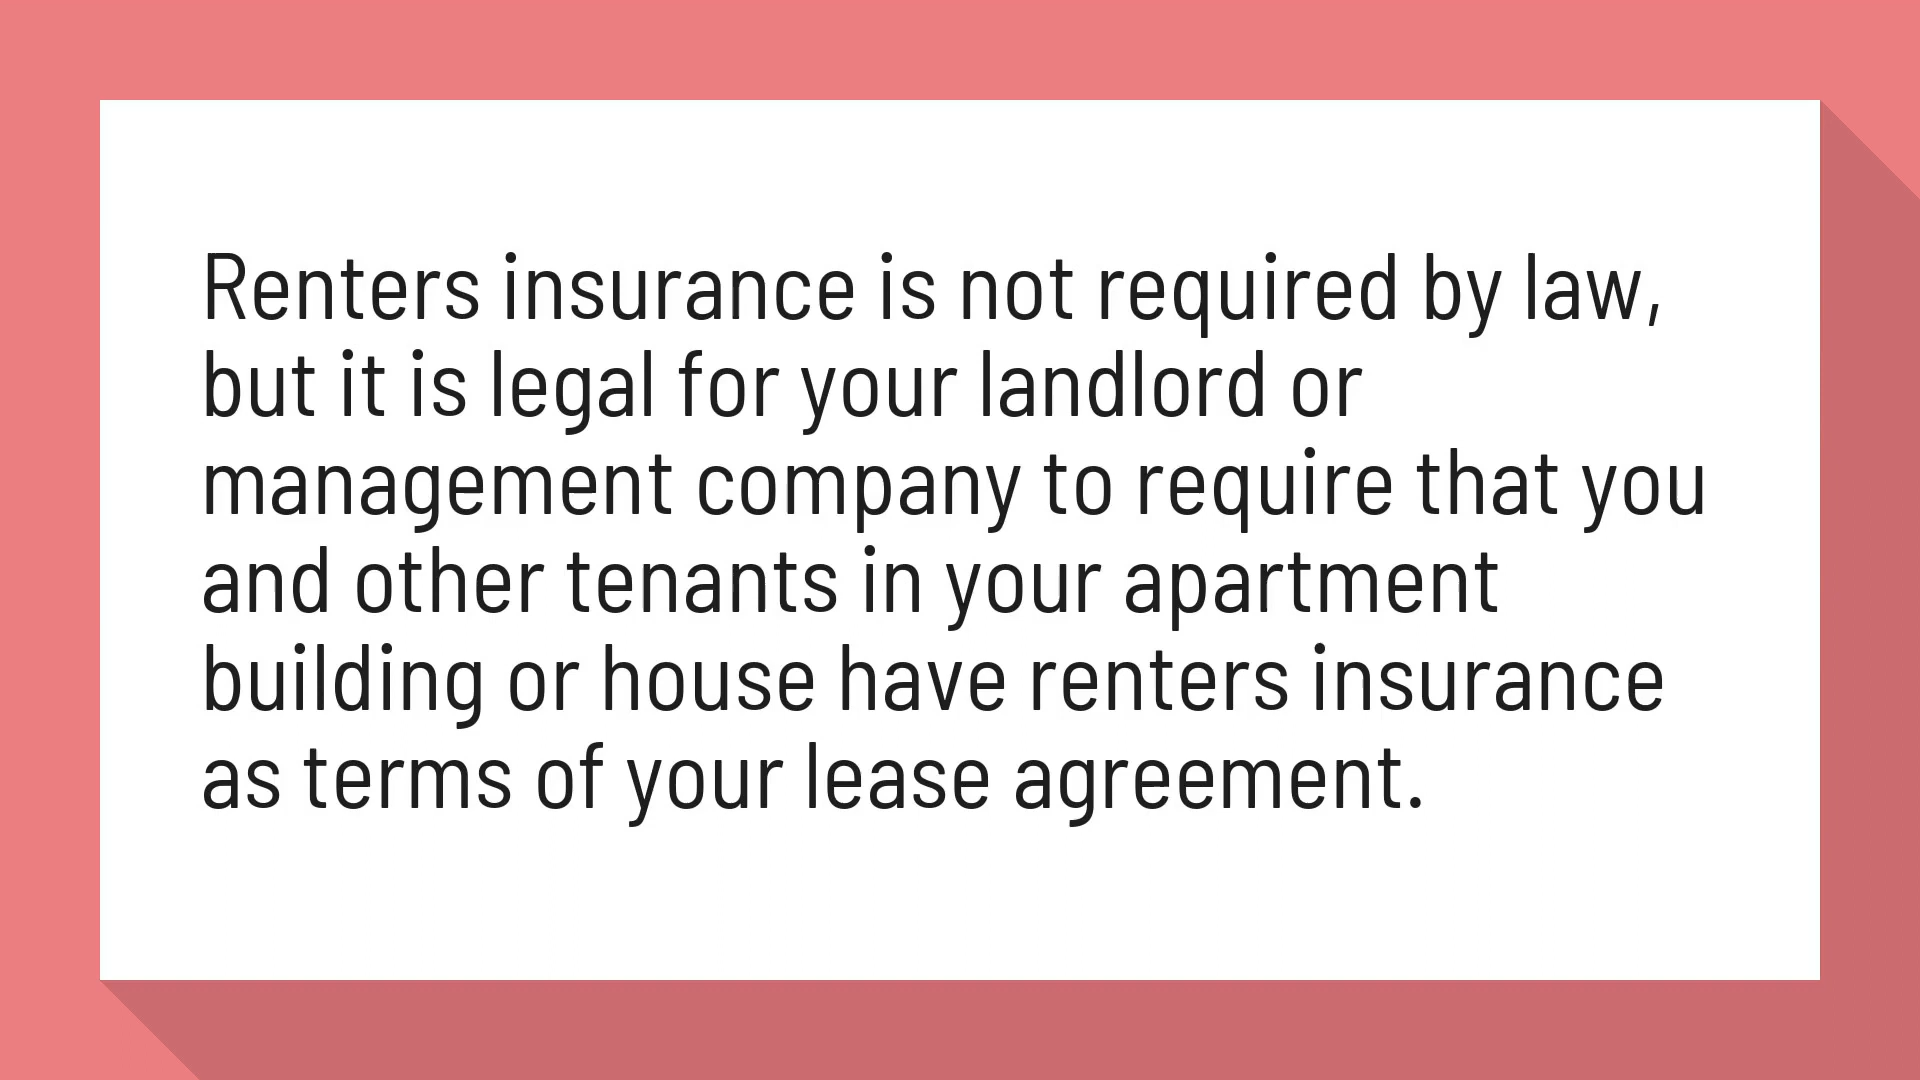 Renters insurance is not required by law,
but it is legal for your landlord or
management company to require that you
and other tenants in your apartment
building or house have renters insurance
as terms of your lease agreement.